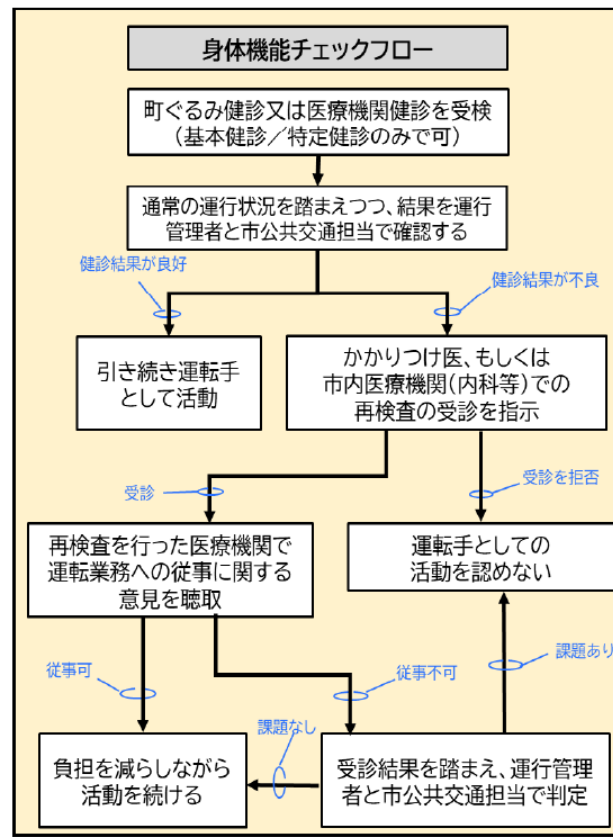 身体機能チェックフロー
町ぐるみ健診又は医療機関健診を受検
(基本健診/特定健診のみで可)
通常の運行状況を踏まえつつ、結果を運行
管理者と市公共交通担当で確認する
健診結果が良好
健診結果が不良
引き続き運転手
として活動
かかりつけ医、もしくは
市内医療機関(内科等)での
再検査の受診を指示
受診
受診を拒否
再検査を行った医療機関で
運転業務への従事に関する
意見を聴取
運転手としての
活動を認めない
従事可
従事不可
課題あり
課題なし
負担を減らしながら
活動を続ける
受診結果を踏まえ、運行管理
者と市公共交通担当で判定